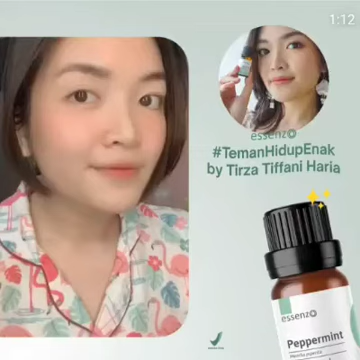 1:12
essenzo
#TemanHidupEnak
by Tirza Tiffani Haria
essenzo
Peppermint